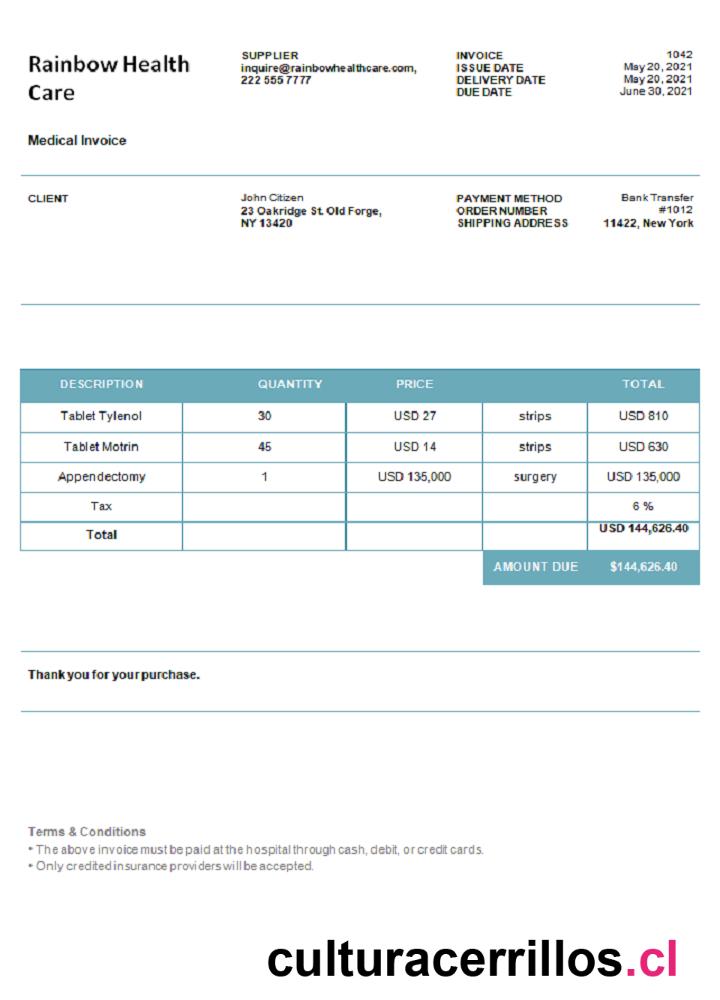 Rainbow Health
Care
SUPPLIER
inquire@rainbowhealthcare.com,
222 555 7777
INVOICE 1042
ISSUE DATE May 20, 2021
DELIVERY DATE May 20, 2021
DUE DATE June 30, 2021
Medical Invoice
CLIENT
John Citizen
23 Oakridge St. Old Forge,
NY 13420
PAYMENT METHOD Bank Transfer
ORDER NUMBER #1012
SHIPPING ADDRESS 11422, New York
DESCRIPTION QUANTITY PRICE TOTAL
Tablet Tylenol 30 USD 27 strips USD 810
Tablet Motrin 45 USD 14 strips USD 630
Appendectomy 1 USD 135,000 surgery USD 135,000
Tax 6 %
Total USD 144,626.40
AMOUNT DUE $144,626.40
Thank you for your purchase.
Terms & Conditions
• The above invoice must be paid at the hospital through cash, debit, or credit cards.
• Only credited insurance providers will be accepted.
culturacerrillos.cl